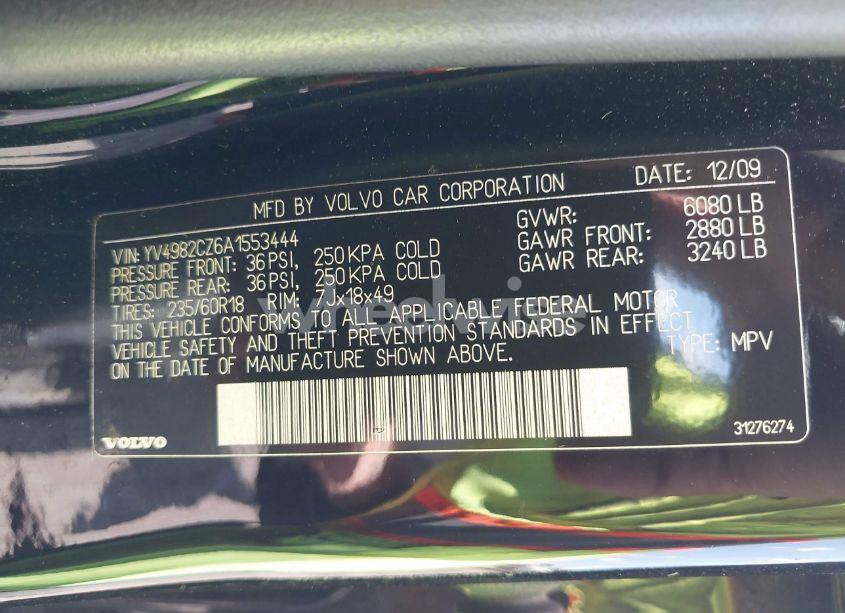 MFD BY VOLVO CAR CORPORATION DATE: 12/09
VIN: YV4982CZ6A1553444 GVWR: 6080 LB
PRESSURE FRONT: 36PSI, 250KPA COLD GAWR FRONT: 2880 LB
PRESSURE REAR: 36PSI, 250KPA COLD GAWR REAR: 3240 LB
TIRES: 235/60R18 RIM: 7Jx18x49
THIS VEHICLE CONFORMS TO ALL APPLICABLE FEDERAL MOTOR
VEHICLE SAFETY AND THEFT PREVENTION STANDARDS IN EFFECT
ON THE DATE OF MANUFACTURE SHOWN ABOVE. TYPE: MPV
VOLVO 31276274